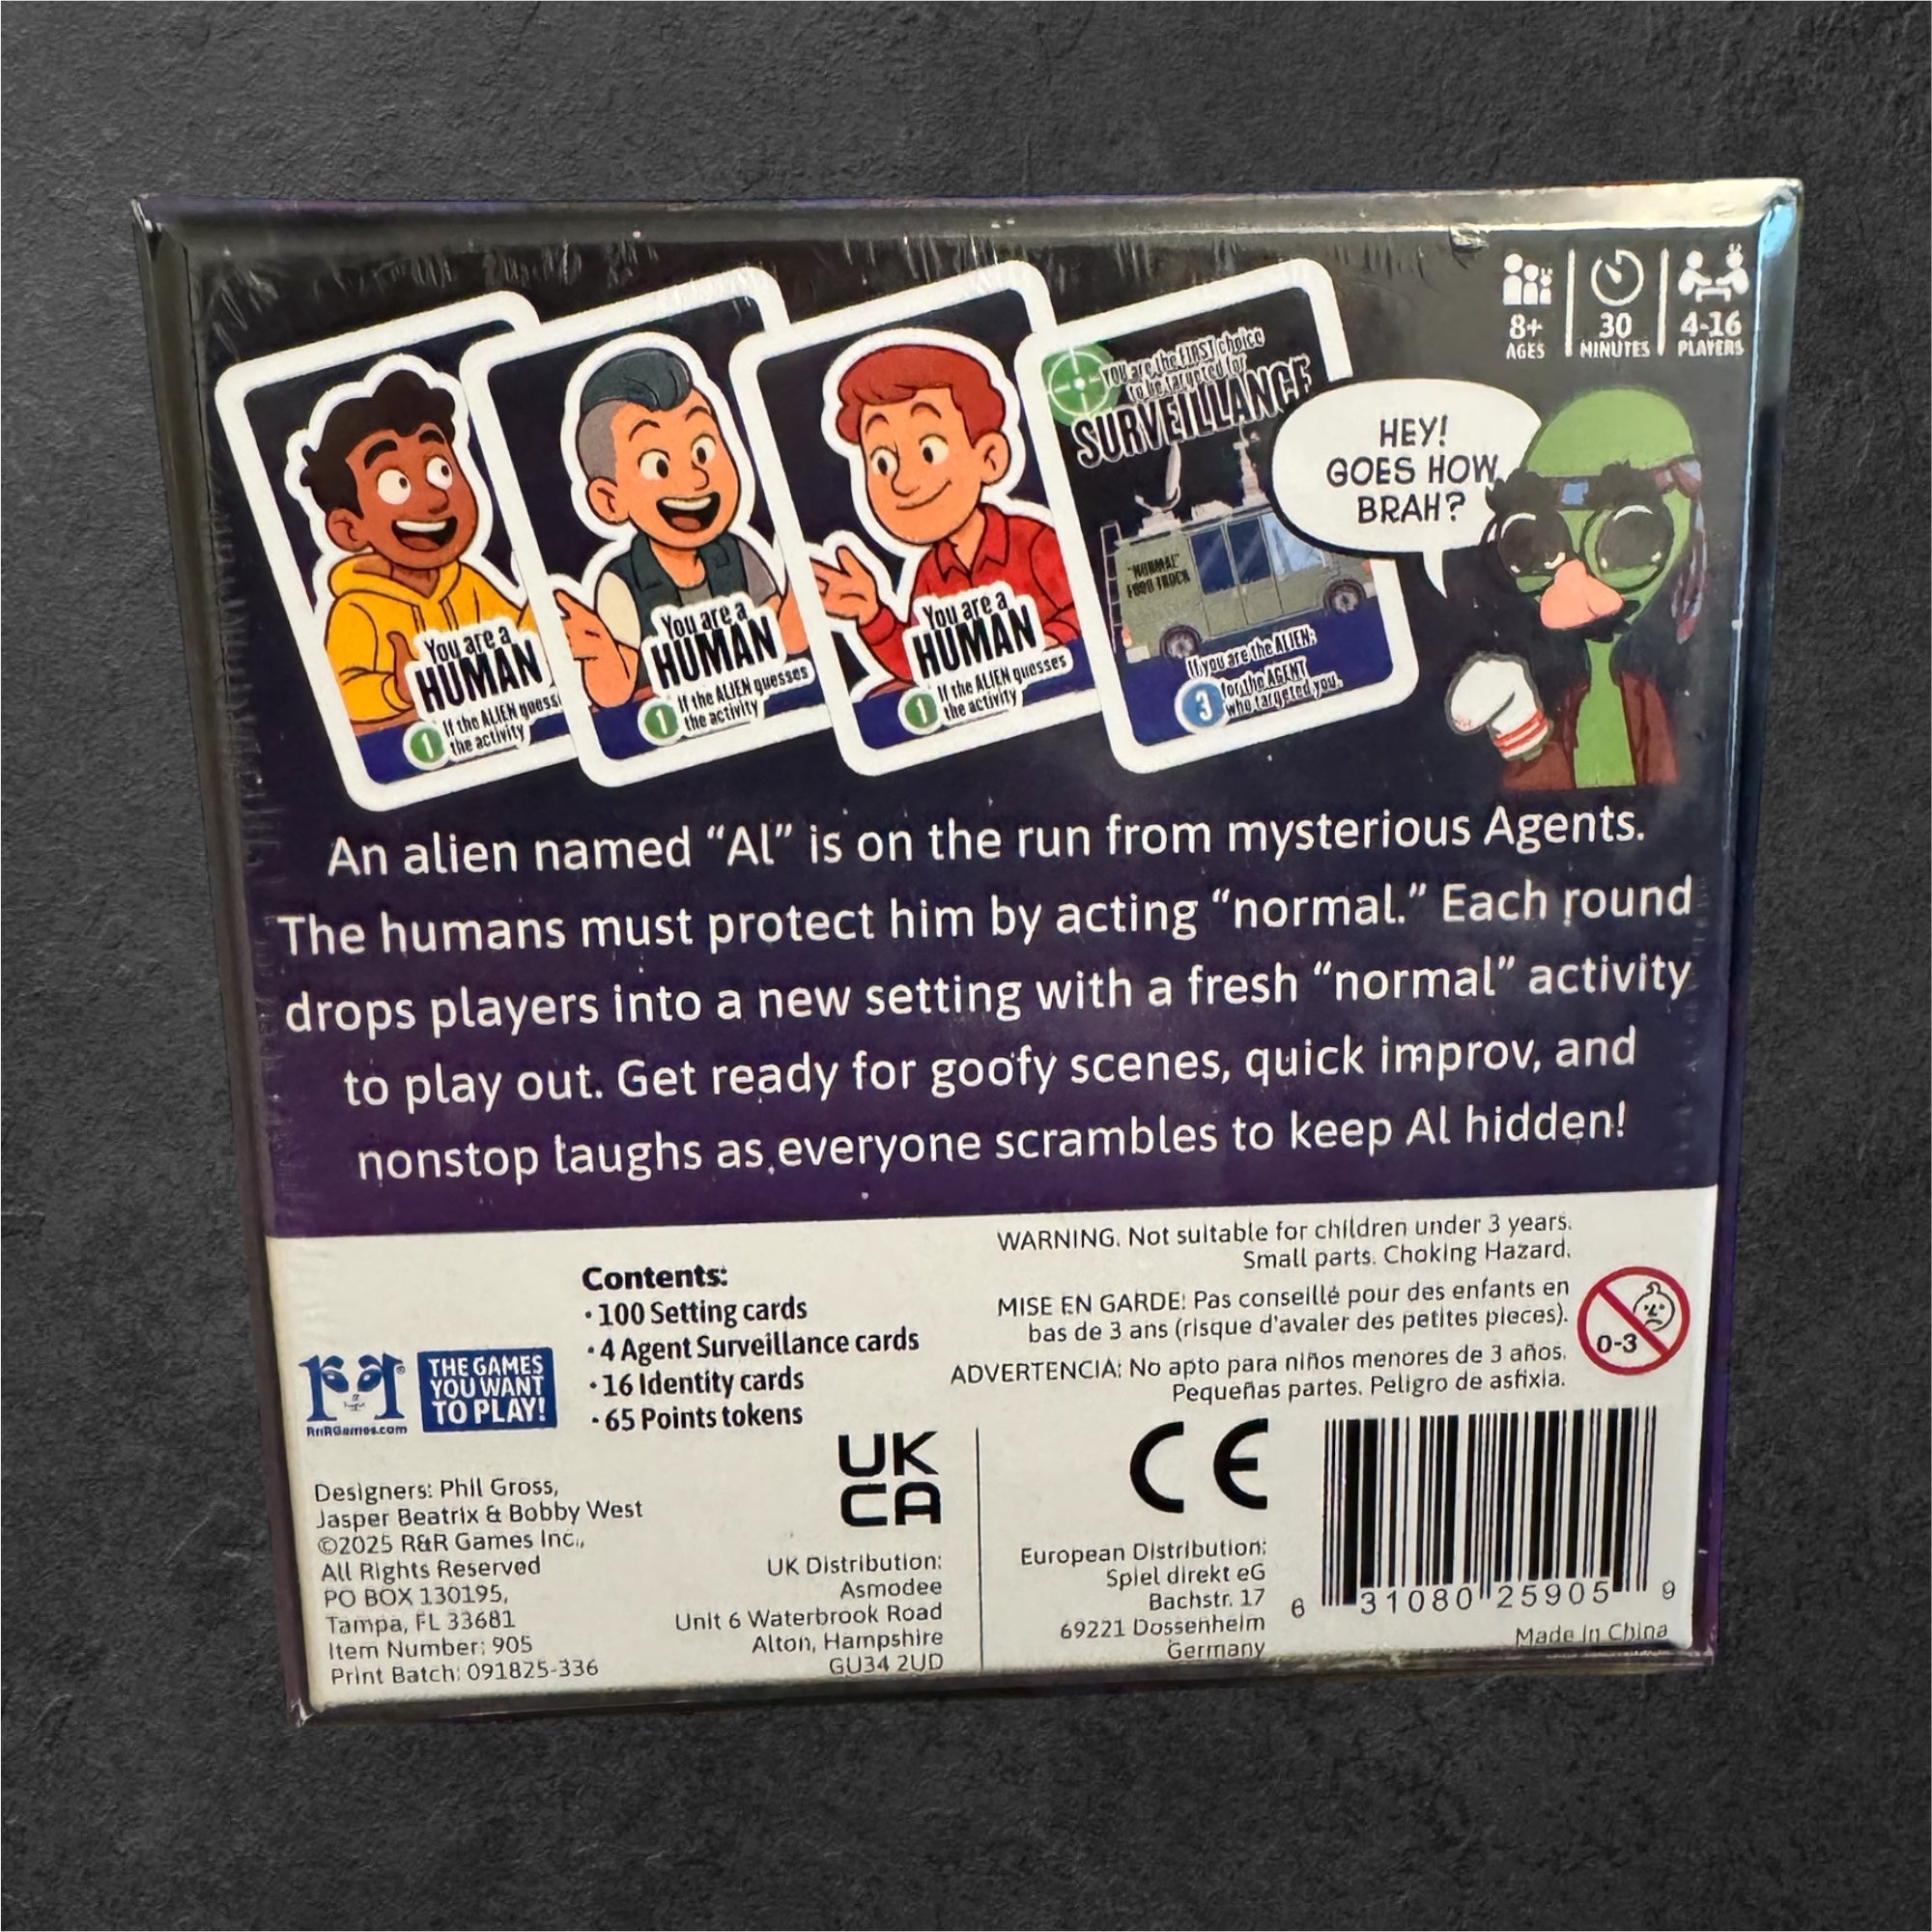 8+
AGES
30
MINUTES
4-16
PLAYERS
You are a
HUMAN
1 If the ALIEN guess
the activity
You are a
HUMAN
1 If the ALIEN guesses
the activity
You are a
HUMAN
1 If the ALIEN guesses
the activity
You are the FIRST choice
to be targeted for
SURVEILLANCE
"NORMAL"
FOOD TRUCK
If you are the ALIEN:
3 for the AGENT
who targeted you.
HEY!
GOES HOW,
BRAH?
An alien named “Al” is on the run from mysterious Agents.
The humans must protect him by acting “normal.” Each round
drops players into a new setting with a fresh “normal” activity
to play out. Get ready for goofy scenes, quick improv, and
nonstop laughs as everyone scrambles to keep Al hidden!
WARNING. Not suitable for children under 3 years.
Small parts. Choking Hazard.
MISE EN GARDE: Pas conseillé pour des enfants en
bas de 3 ans (risque d'avaler des petites pieces).
ADVERTENCIA: No apto para niños menores de 3 años.
Pequeñas partes. Peligro de asfixia.
0-3
Contents:
• 100 Setting cards
• 4 Agent Surveillance cards
• 16 Identity cards
• 65 Points tokens
RnRGames.com
THE GAMES
YOU WANT
TO PLAY!
Designers: Phil Gross,
Jasper Beatrix & Bobby West
©2025 R&R Games Inc.,
All Rights Reserved
PO BOX 130195,
Tampa, FL 33681
Item Number: 905
Print Batch: 091825-336
UK
CA
UK Distribution:
Asmodee
Unit 6 Waterbrook Road
Alton, Hampshire
GU34 2UD
CE
European Distribution:
Spiel direkt eG
Bachstr. 17
69221 Dossenheim
Germany
6 31080 25905 9
Made in China